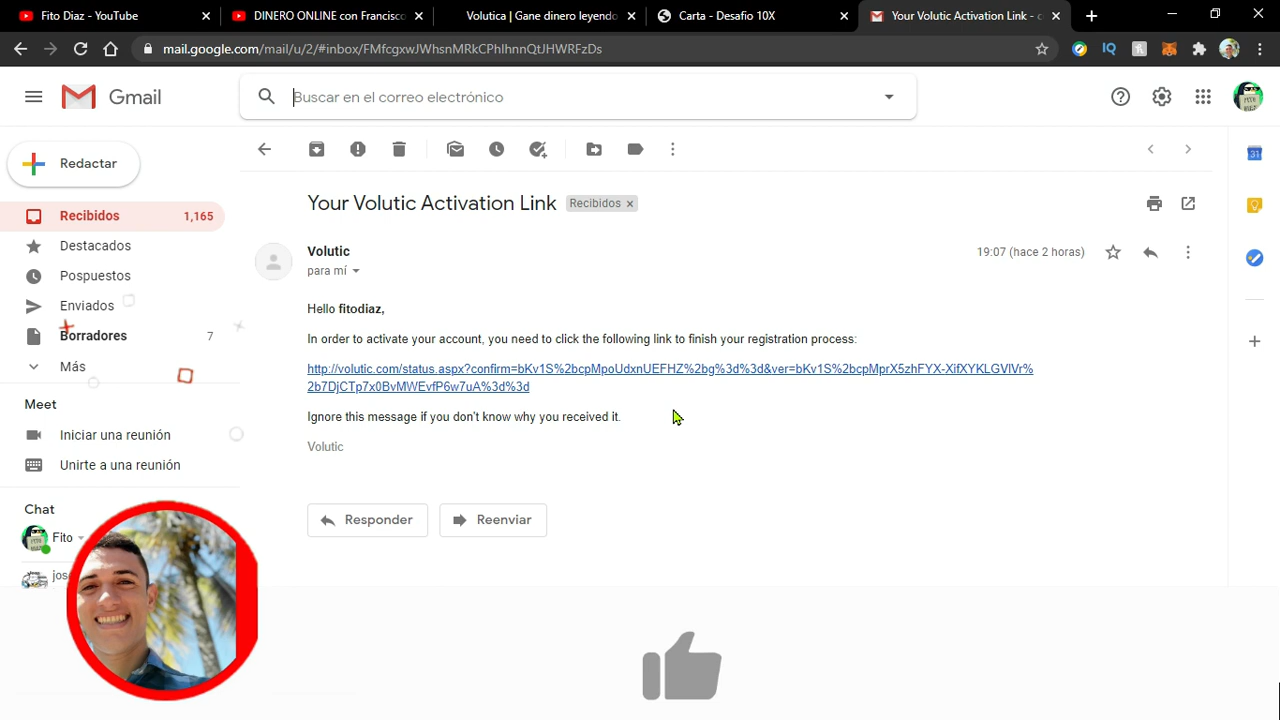 Fito Diaz - YouTube
DINERO ONLINE con Francisco
Volutica | Gane dinero leyendo
Carta - Desafio 10X
Your Volutic Activation Link - c
mail.google.com/mail/u/2/#inbox/FMfcgxwJWhsnMRkCPhlhnnQtJHWRFzDs
IQ
Gmail
Buscar en el correo electrónico
Redactar
31
Your Volutic Activation Link
Recibidos x
Recibidos 1,165
Destacados
Pospuestos
Enviados
Borradores 7
Más
Meet
Iniciar una reunión
Unirte a una reunión
Chat
Fito
jos
Volutic
19:07 (hace 2 horas)
para mí
Hello fitodiaz,
In order to activate your account, you need to click the following link to finish your registration process:
http://volutic.com/status.aspx?confirm=bKv1S%2bcpMpoUdxnUEFHZ%2bg%3d%3d&ver=bKv1S%2bcpMprX5zhFYX-XifXYKLGVlVr%
2b7DjCTp7x0BvMWEvfP6w7uA%3d%3d
Ignore this message if you don't know why you received it.
Volutic
Responder
Reenviar